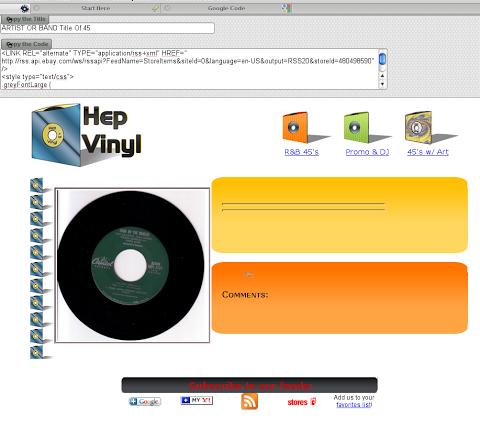 Start Here
Google Code
Copy the Title
ARTIST OR BAND Title Of 45
Copy the Code
<LINK REL="alternate" TYPE="application/rss+xml" HREF="
http://rss.api.ebay.com/ws/rssapi?FeedName=StoreItems&siteId=0&language=en-US&output=RSS20&storeId=480498590"
/>
<style type="text/css">
.greyFontLarge {
Hep
Vinyl
R&B 45's
Promo & DJ
45's w/ Art
Capitol
Comments:
Subscribe to our feeds:
Google
MY Y!
stores
Add us to your
favorites list!